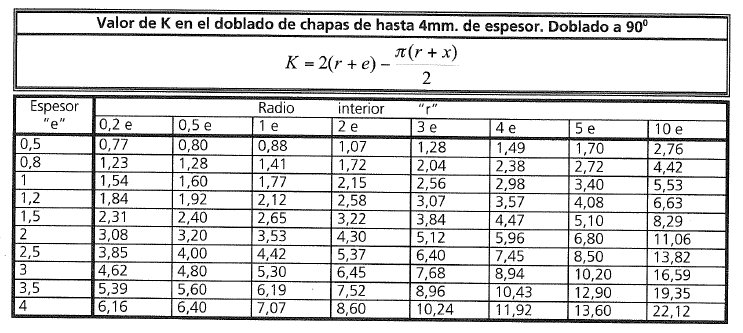 Valor de K en el doblado de chapas de hasta 4mm. de espesor. Doblado a 90⁰
K = 2(r + e) − π(r + x) / 2
Espesor "e" Radio interior "r"
0,2 e 0,5 e 1 e 2 e 3 e 4 e 5 e 10 e
0,5 0,77 0,80 0,88 1,07 1,28 1,49 1,70 2,76
0,8 1,23 1,28 1,41 1,72 2,04 2,38 2,72 4,42
1 1,54 1,60 1,77 2,15 2,56 2,98 3,40 5,53
1,2 1,84 1,92 2,12 2,58 3,07 3,57 4,08 6,63
1,5 2,31 2,40 2,65 3,22 3,84 4,47 5,10 8,29
2 3,08 3,20 3,53 4,30 5,12 5,96 6,80 11,06
2,5 3,85 4,00 4,42 5,37 6,40 7,45 8,50 13,82
3 4,62 4,80 5,30 6,45 7,68 8,94 10,20 16,59
3,5 5,39 5,60 6,19 7,52 8,96 10,43 12,90 19,35
4 6,16 6,40 7,07 8,60 10,24 11,92 13,60 22,12